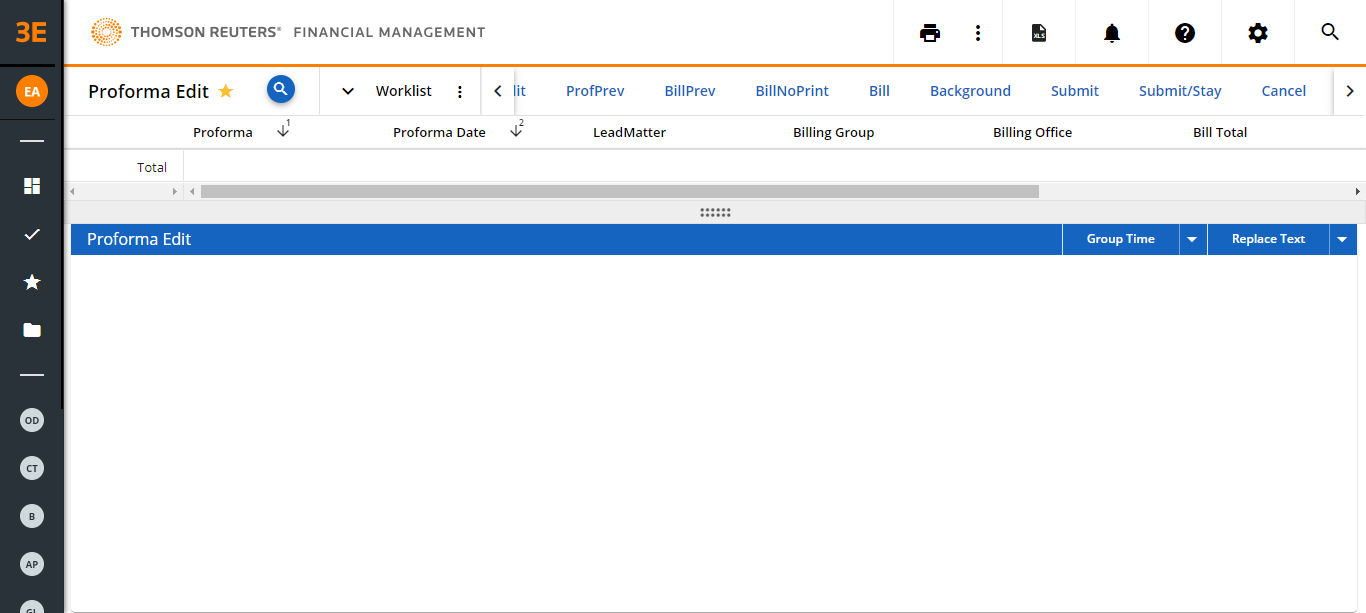 3E THOMSON REUTERS® FINANCIAL MANAGEMENT XLS
EA Proforma Edit Worklist lit ProfPrev BillPrev BillNoPrint Bill Background Submit Submit/Stay Cancel
Proforma 1 Proforma Date 2 LeadMatter Billing Group Billing Office Bill Total
Total
Proforma Edit Group Time Replace Text
OD
CT
B
AP
GL